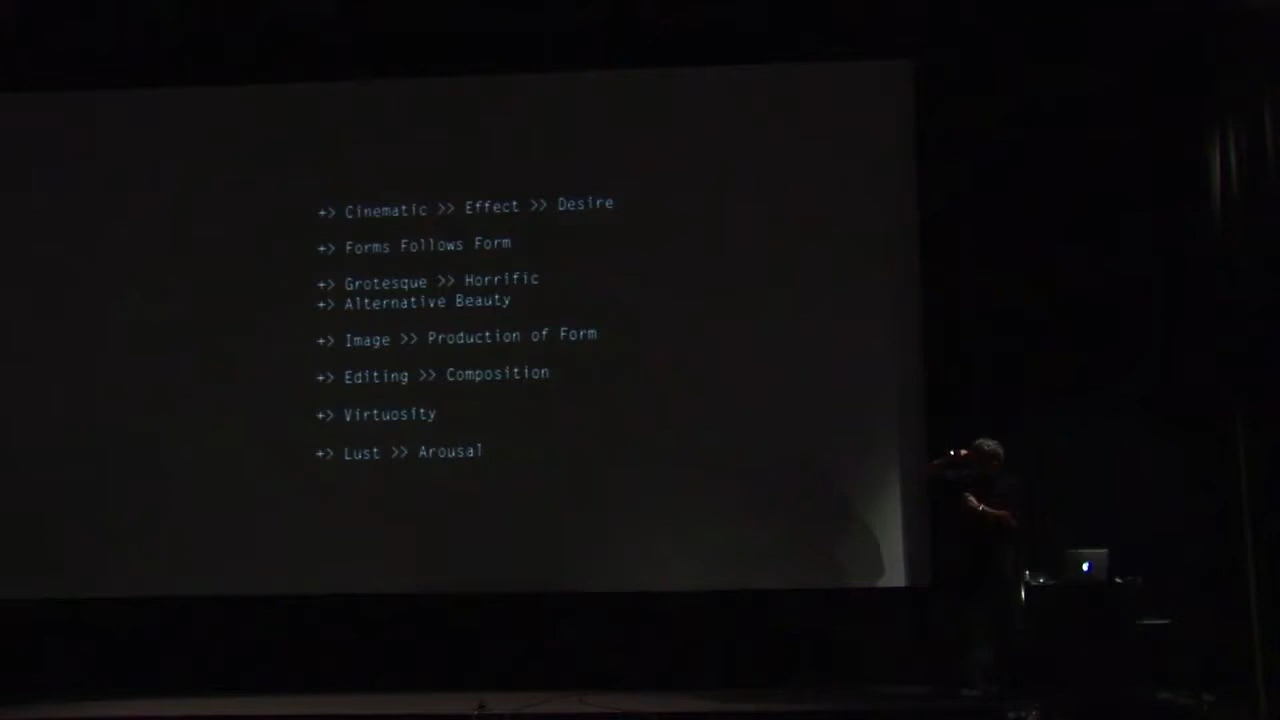 +> Cinematic >> Effect >> Desire
+> Forms Follows Form
+> Grotesque >> Horrific
+> Alternative Beauty
+> Image >> Production of Form
+> Editing >> Composition
+> Virtuosity
+> Lust >> Arousal